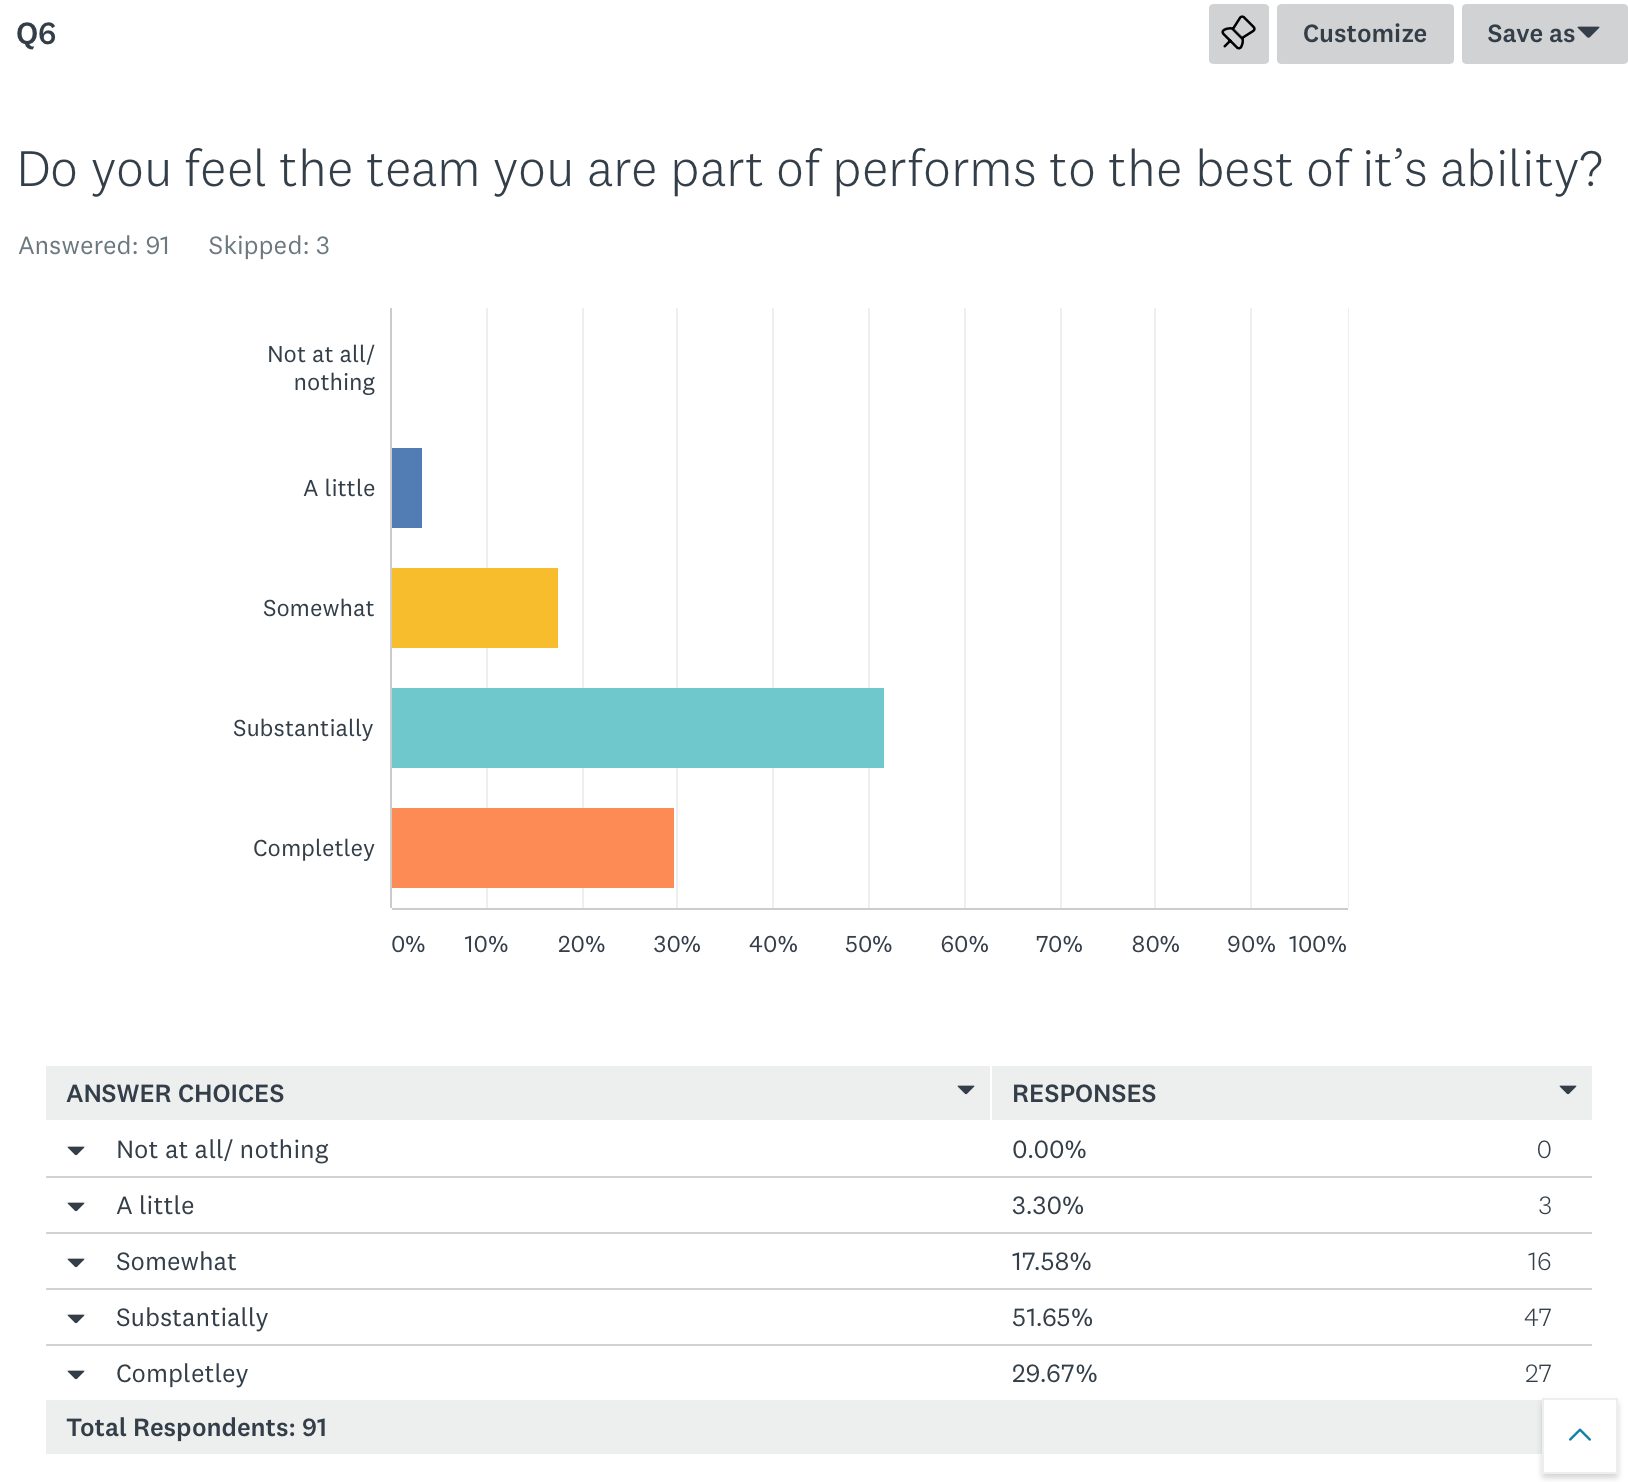 Q6
Customize
Save as
Do you feel the team you are part of performs to the best of it's ability?
Answered: 91 Skipped: 3
Not at all/
nothing
A little
Somewhat
Substantially
Completley
0% 10% 20% 30% 40% 50% 60% 70% 80% 90% 100%
ANSWER CHOICES RESPONSES
Not at all/ nothing 0.00% 0
A little 3.30% 3
Somewhat 17.58% 16
Substantially 51.65% 47
Completley 29.67% 27
Total Respondents: 91